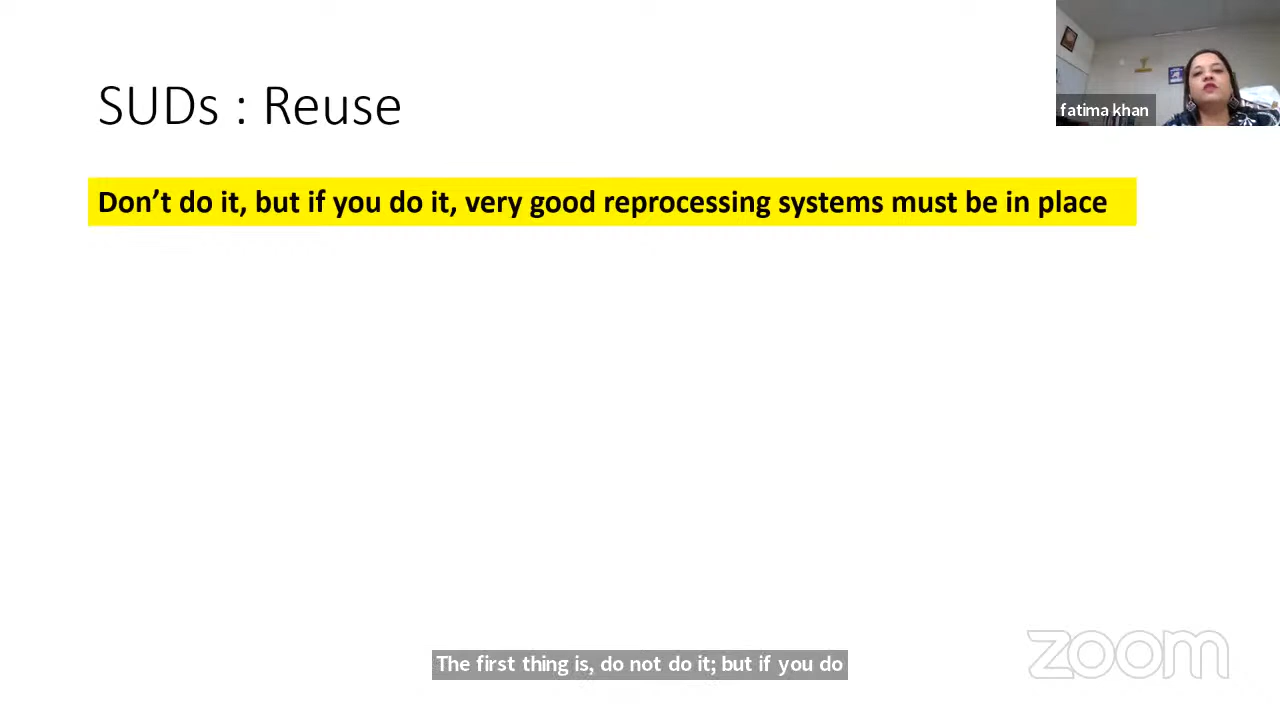 SUDs : Reuse
fatima khan
Don’t do it, but if you do it, very good reprocessing systems must be in place
The first thing is, do not do it; but if you do
zoom